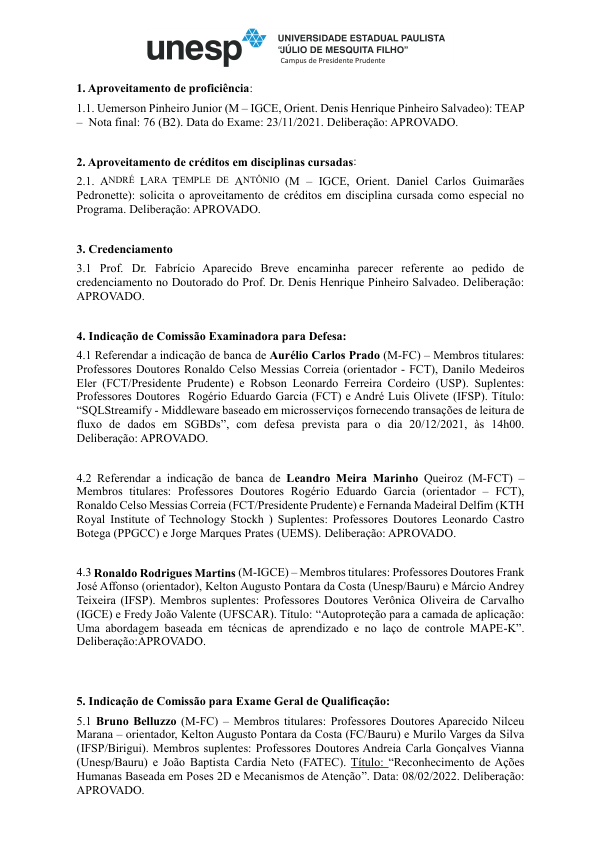 unesp
UNIVERSIDADE ESTADUAL PAULISTA
“JÚLIO DE MESQUITA FILHO”
Campus de Presidente Prudente
1. Aproveitamento de proficiência:
1.1. Uemerson Pinheiro Junior (M – IGCE, Orient. Denis Henrique Pinheiro Salvadeo): TEAP
– Nota final: 76 (B2). Data do Exame: 23/11/2021. Deliberação: APROVADO.
2. Aproveitamento de créditos em disciplinas cursadas:
2.1. ANDRÉ LARA TEMPLE DE ANTÔNIO (M – IGCE, Orient. Daniel Carlos Guimarães
Pedronette): solicita o aproveitamento de créditos em disciplina cursada como especial no
Programa. Deliberação: APROVADO.
3. Credenciamento
3.1 Prof. Dr. Fabrício Aparecido Breve encaminha parecer referente ao pedido de
credenciamento no Doutorado do Prof. Dr. Denis Henrique Pinheiro Salvadeo. Deliberação:
APROVADO.
4. Indicação de Comissão Examinadora para Defesa:
4.1 Referendar a indicação de banca de Aurélio Carlos Prado (M-FC) – Membros titulares:
Professores Doutores Ronaldo Celso Messias Correia (orientador - FCT), Danilo Medeiros
Eler (FCT/Presidente Prudente) e Robson Leonardo Ferreira Cordeiro (USP). Suplentes:
Professores Doutores Rogério Eduardo Garcia (FCT) e André Luis Olivete (IFSP). Título:
“SQLStreamify - Middleware baseado em microsserviços fornecendo transações de leitura de
fluxo de dados em SGBDs”, com defesa prevista para o dia 20/12/2021, às 14h00.
Deliberação: APROVADO.
4.2 Referendar a indicação de banca de Leandro Meira Marinho Queiroz (M-FCT) –
Membros titulares: Professores Doutores Rogério Eduardo Garcia (orientador – FCT),
Ronaldo Celso Messias Correia (FCT/Presidente Prudente) e Fernanda Madeiral Delfim (KTH
Royal Institute of Technology Stockh ) Suplentes: Professores Doutores Leonardo Castro
Botega (PPGCC) e Jorge Marques Prates (UEMS). Deliberação: APROVADO.
4.3 Ronaldo Rodrigues Martins (M-IGCE) – Membros titulares: Professores Doutores Frank
José Affonso (orientador), Kelton Augusto Pontara da Costa (Unesp/Bauru) e Márcio Andrey
Teixeira (IFSP). Membros suplentes: Professores Doutores Verônica Oliveira de Carvalho
(IGCE) e Fredy João Valente (UFSCAR). Título: “Autoproteção para a camada de aplicação:
Uma abordagem baseada em técnicas de aprendizado e no laço de controle MAPE-K”.
Deliberação:APROVADO.
5. Indicação de Comissão para Exame Geral de Qualificação:
5.1 Bruno Belluzzo (M-FC) – Membros titulares: Professores Doutores Aparecido Nilceu
Marana – orientador, Kelton Augusto Pontara da Costa (FC/Bauru) e Murilo Varges da Silva
(IFSP/Birigui). Membros suplentes: Professores Doutores Andreia Carla Gonçalves Vianna
(Unesp/Bauru) e João Baptista Cardia Neto (FATEC). Título: “Reconhecimento de Ações
Humanas Baseada em Poses 2D e Mecanismos de Atenção”. Data: 08/02/2022. Deliberação:
APROVADO.